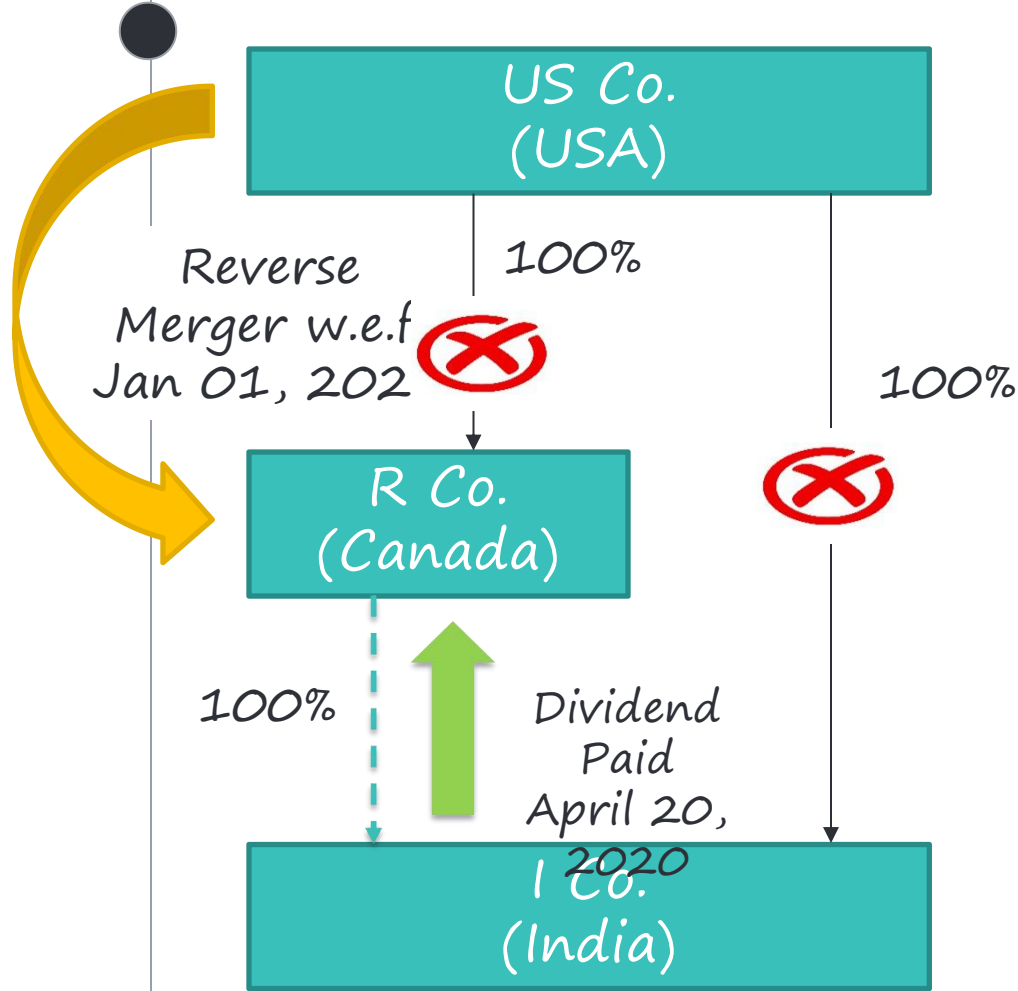 US Co.
(USA)
100%
Reverse
Merger w.e.f
Jan 01, 202
100%
R Co.
(Canada)
100%
Dividend
Paid
April 20,
2020
I Co.
(India)